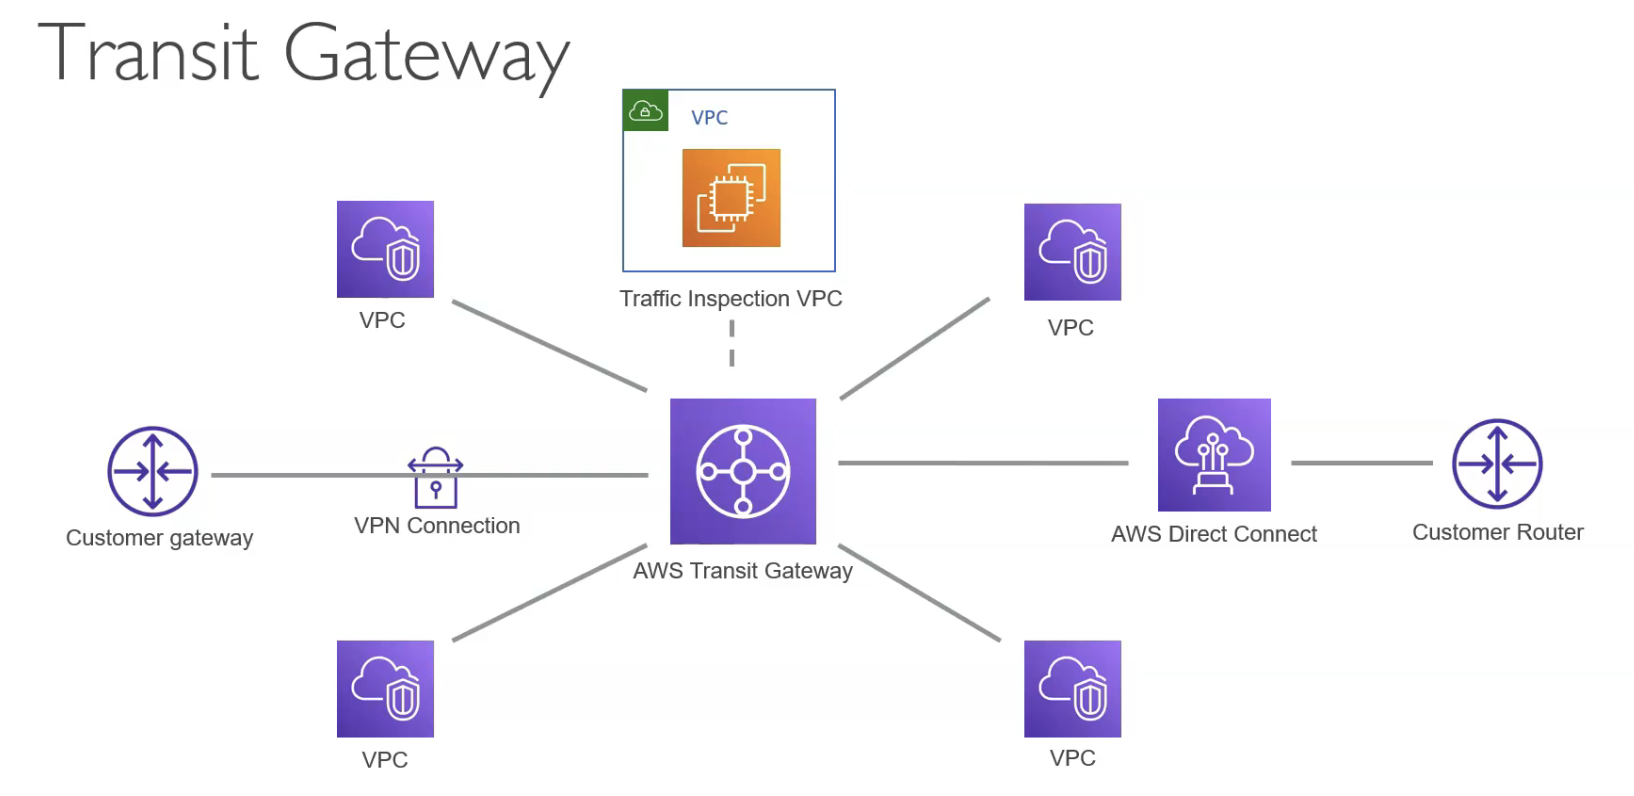 Transit Gateway
VPC
Traffic Inspection VPC
VPC
VPC
Customer gateway
VPN Connection
AWS Transit Gateway
AWS Direct Connect
Customer Router
VPC
VPC